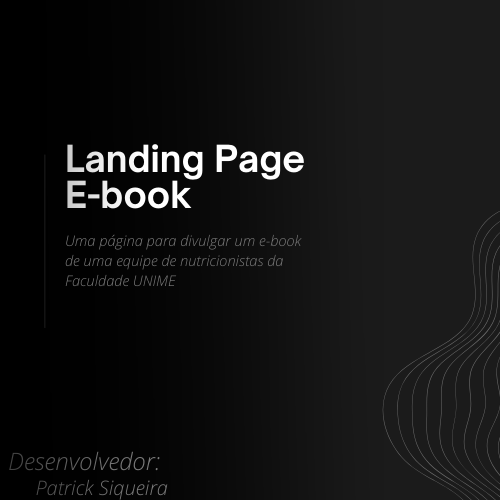 Landing Page
E-book
Uma página para divulgar um e-book
de uma equipe de nutricionistas da
Faculdade UNIME
Desenvolvedor:
Patrick Siqueira